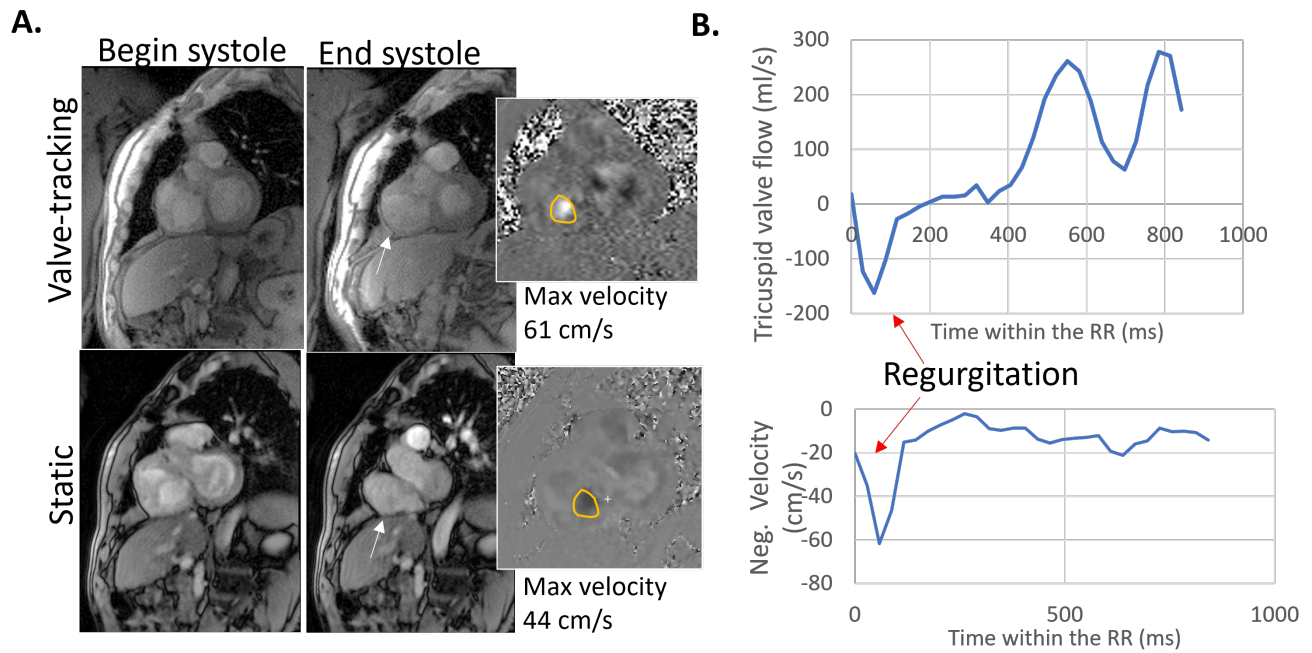 A.
Begin systole
End systole
Valve-tracking
Max velocity
61 cm/s
Static
Max velocity
44 cm/s
B.
Tricuspid valve flow (ml/s)
300
200
100
0
-100
-200
0
200
400
600
800
1000
Time within the RR (ms)
Regurgitation
Neg. Velocity
(cm/s)
0
-20
-40
-60
-80
0
500
1000
Time within the RR (ms)